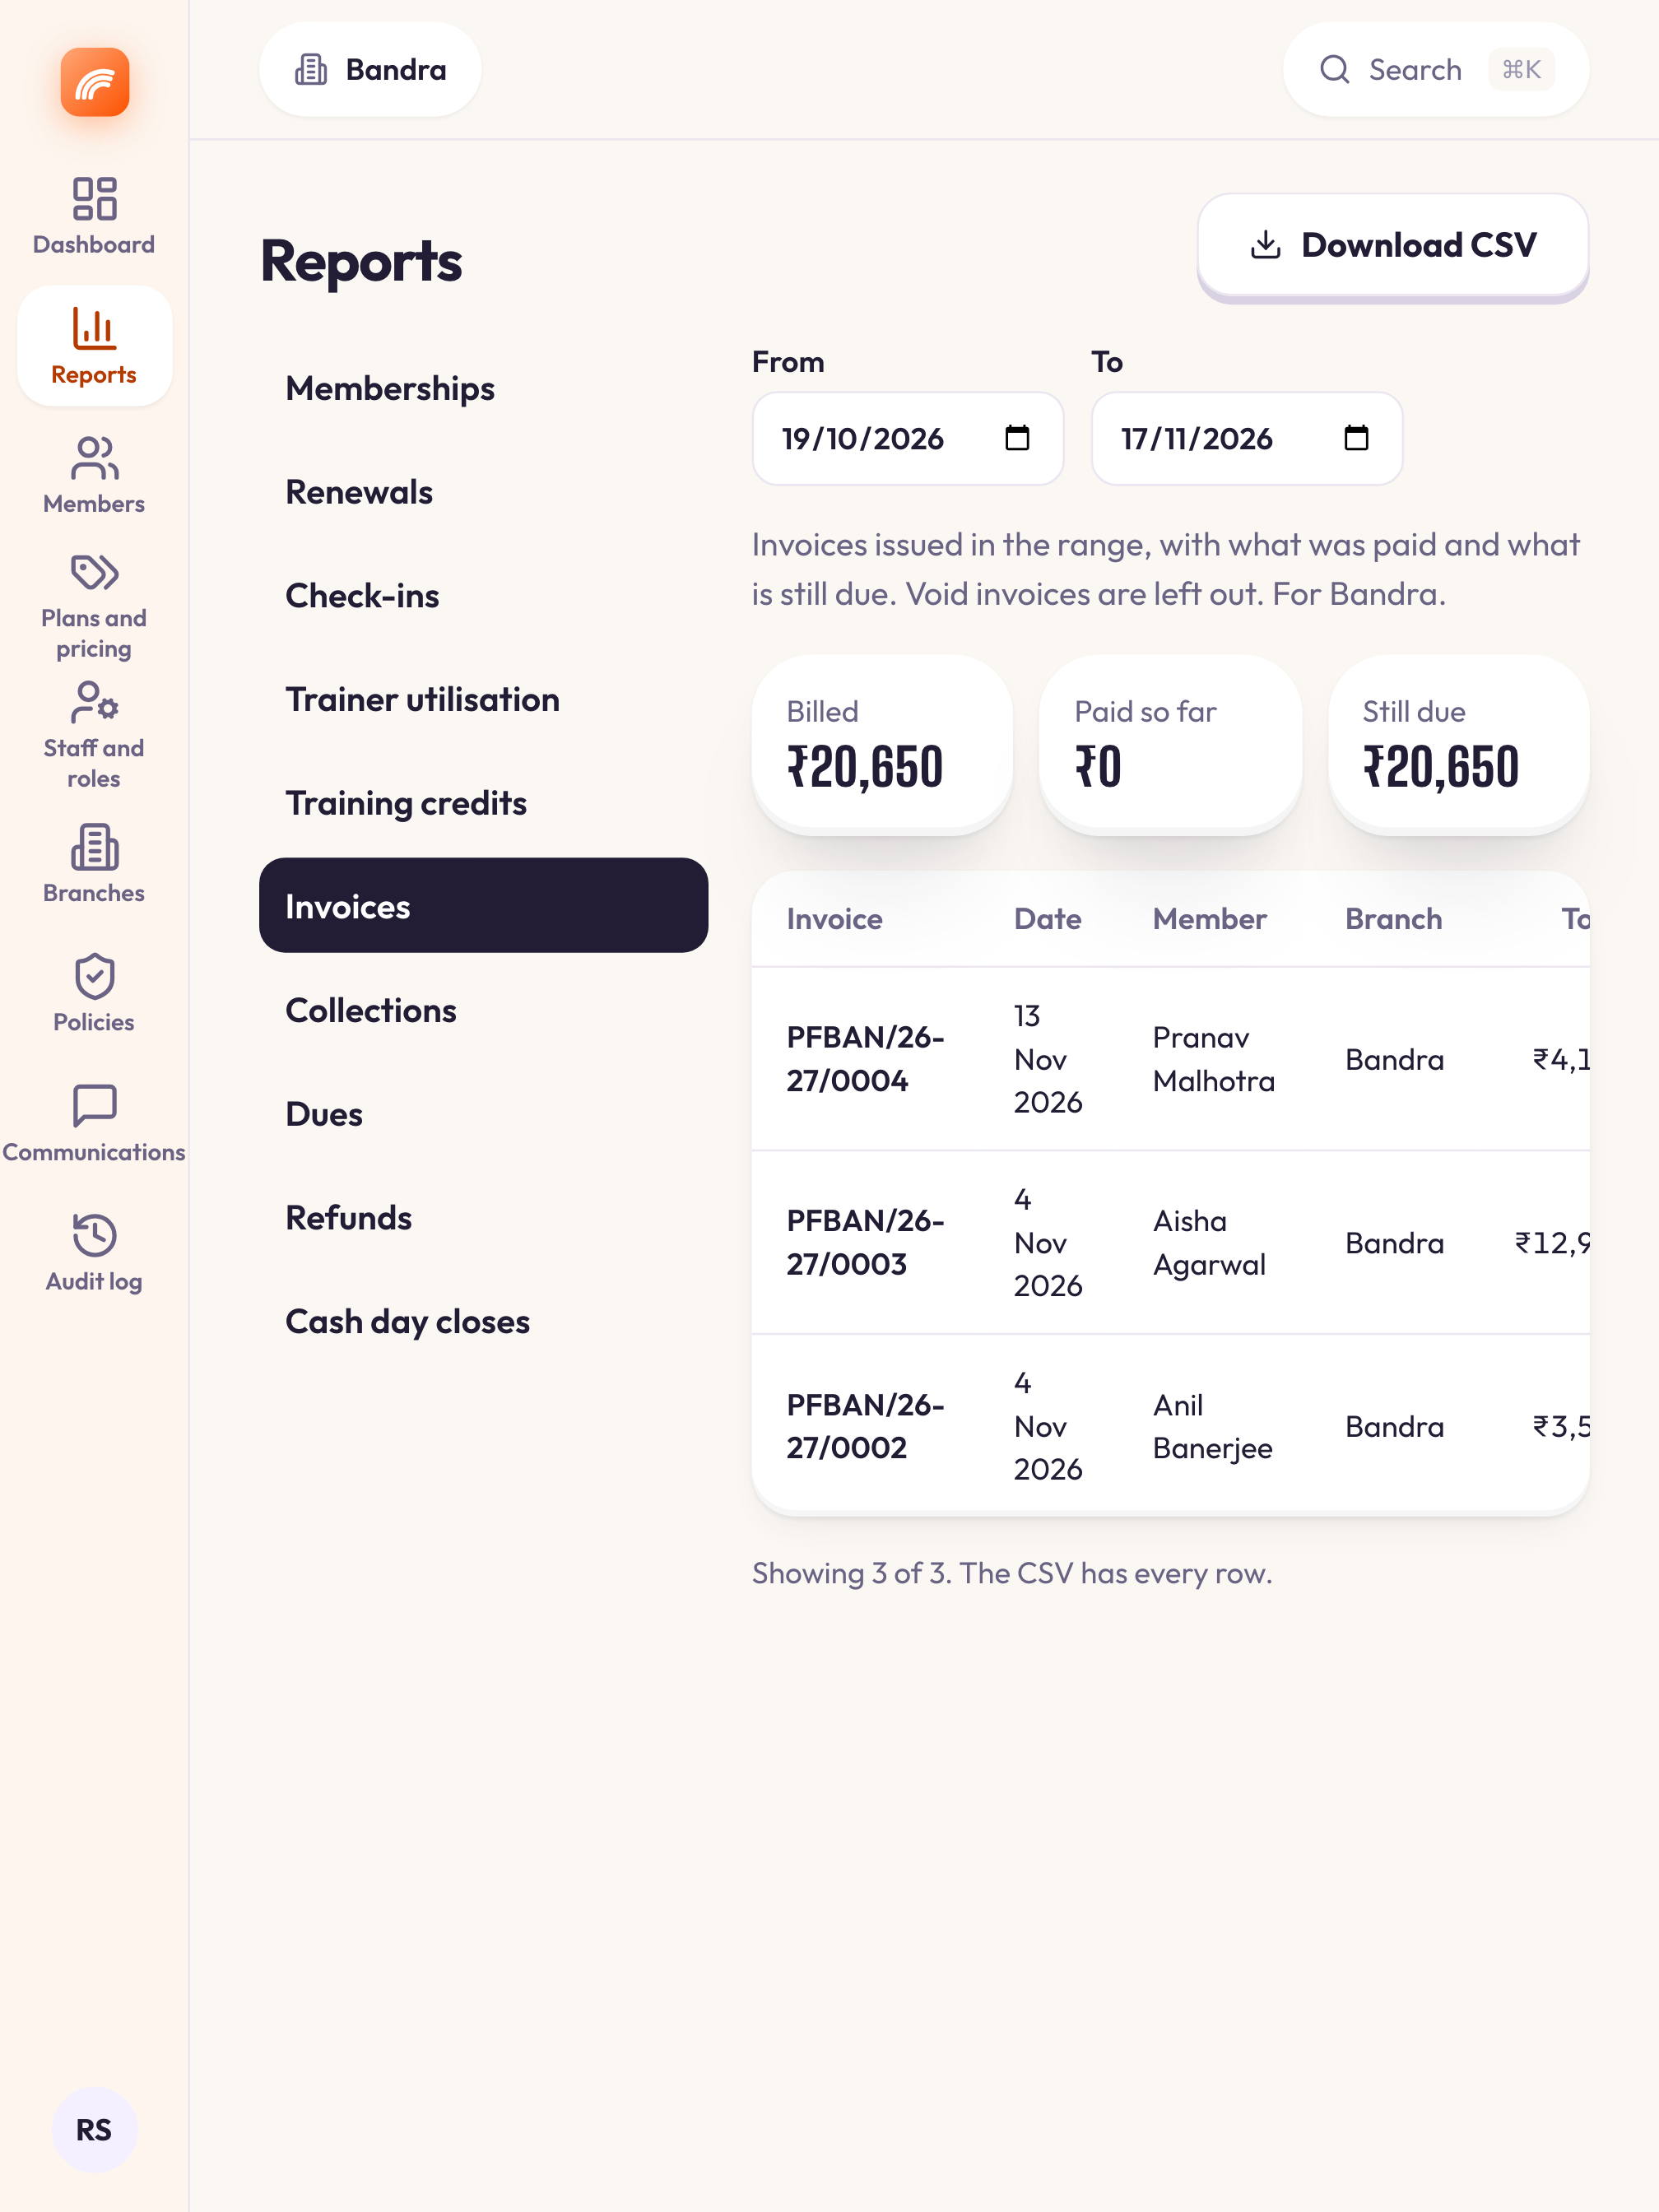 Bandra
Search ⌘K
Dashboard
Reports
Members
Plans and
pricing
Staff and
roles
Branches
Policies
Communications
Audit log
RS
Reports
Download CSV
Memberships
Renewals
Check-ins
Trainer utilisation
Training credits
Invoices
Collections
Dues
Refunds
Cash day closes
From To
19/10/2026 17/11/2026
Invoices issued in the range, with what was paid and what
is still due. Void invoices are left out. For Bandra.
Billed Paid so far Still due
₹20,650 ₹0 ₹20,650
Invoice Date Member Branch
PFBAN/26-
27/0004
13
Nov
2026
Pranav
Malhotra
Bandra
₹4,1
PFBAN/26-
27/0003
4
Nov
2026
Aisha
Agarwal
Bandra
₹12,9
PFBAN/26-
27/0002
4
Nov
2026
Anil
Banerjee
Bandra
₹3,5
Showing 3 of 3. The CSV has every row.